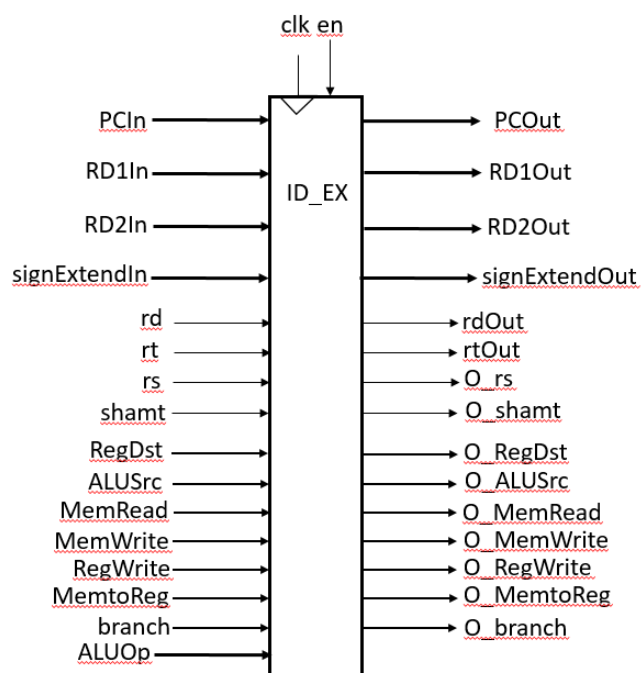 clk en
PCIn PCOut
RD1In ID_EX RD1Out
RD2In RD2Out
signExtendIn signExtendOut
rd rdOut
rt rtOut
rs O_rs
shamt O_shamt
RegDst O_RegDst
ALUSrc O_ALUSrc
MemRead O_MemRead
MemWrite O_MemWrite
RegWrite O_RegWrite
MemtoReg O_MemtoReg
branch O_branch
ALUOp